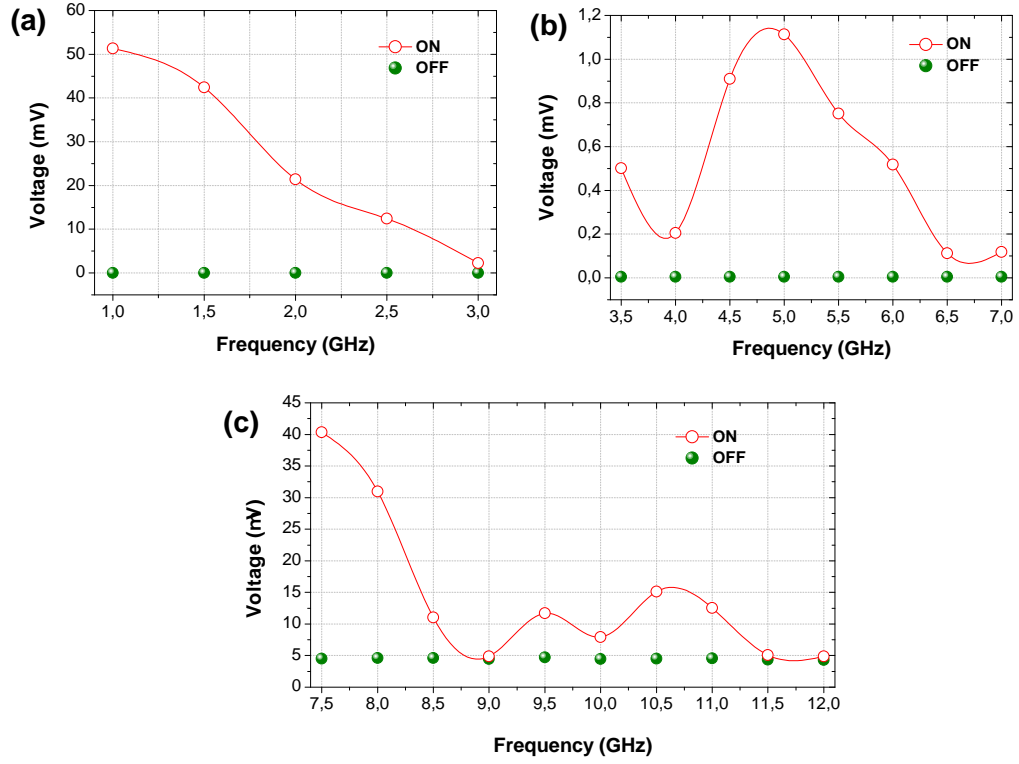 (a)
60
50
40
30
20
10
0
Voltage (mV)
ON
OFF
1,0 1,5 2,0 2,5 3,0
Frequency (GHz)
(b)
1,2
1,0
0,8
0,6
0,4
0,2
0,0
Voltage (mV)
ON
OFF
3,5 4,0 4,5 5,0 5,5 6,0 6,5 7,0
Frequency (GHz)
(c)
45
40
35
30
25
20
15
10
5
0
Voltage (mV)
ON
OFF
7,5 8,0 8,5 9,0 9,5 10,0 10,5 11,0 11,5 12,0
Frequency (GHz)